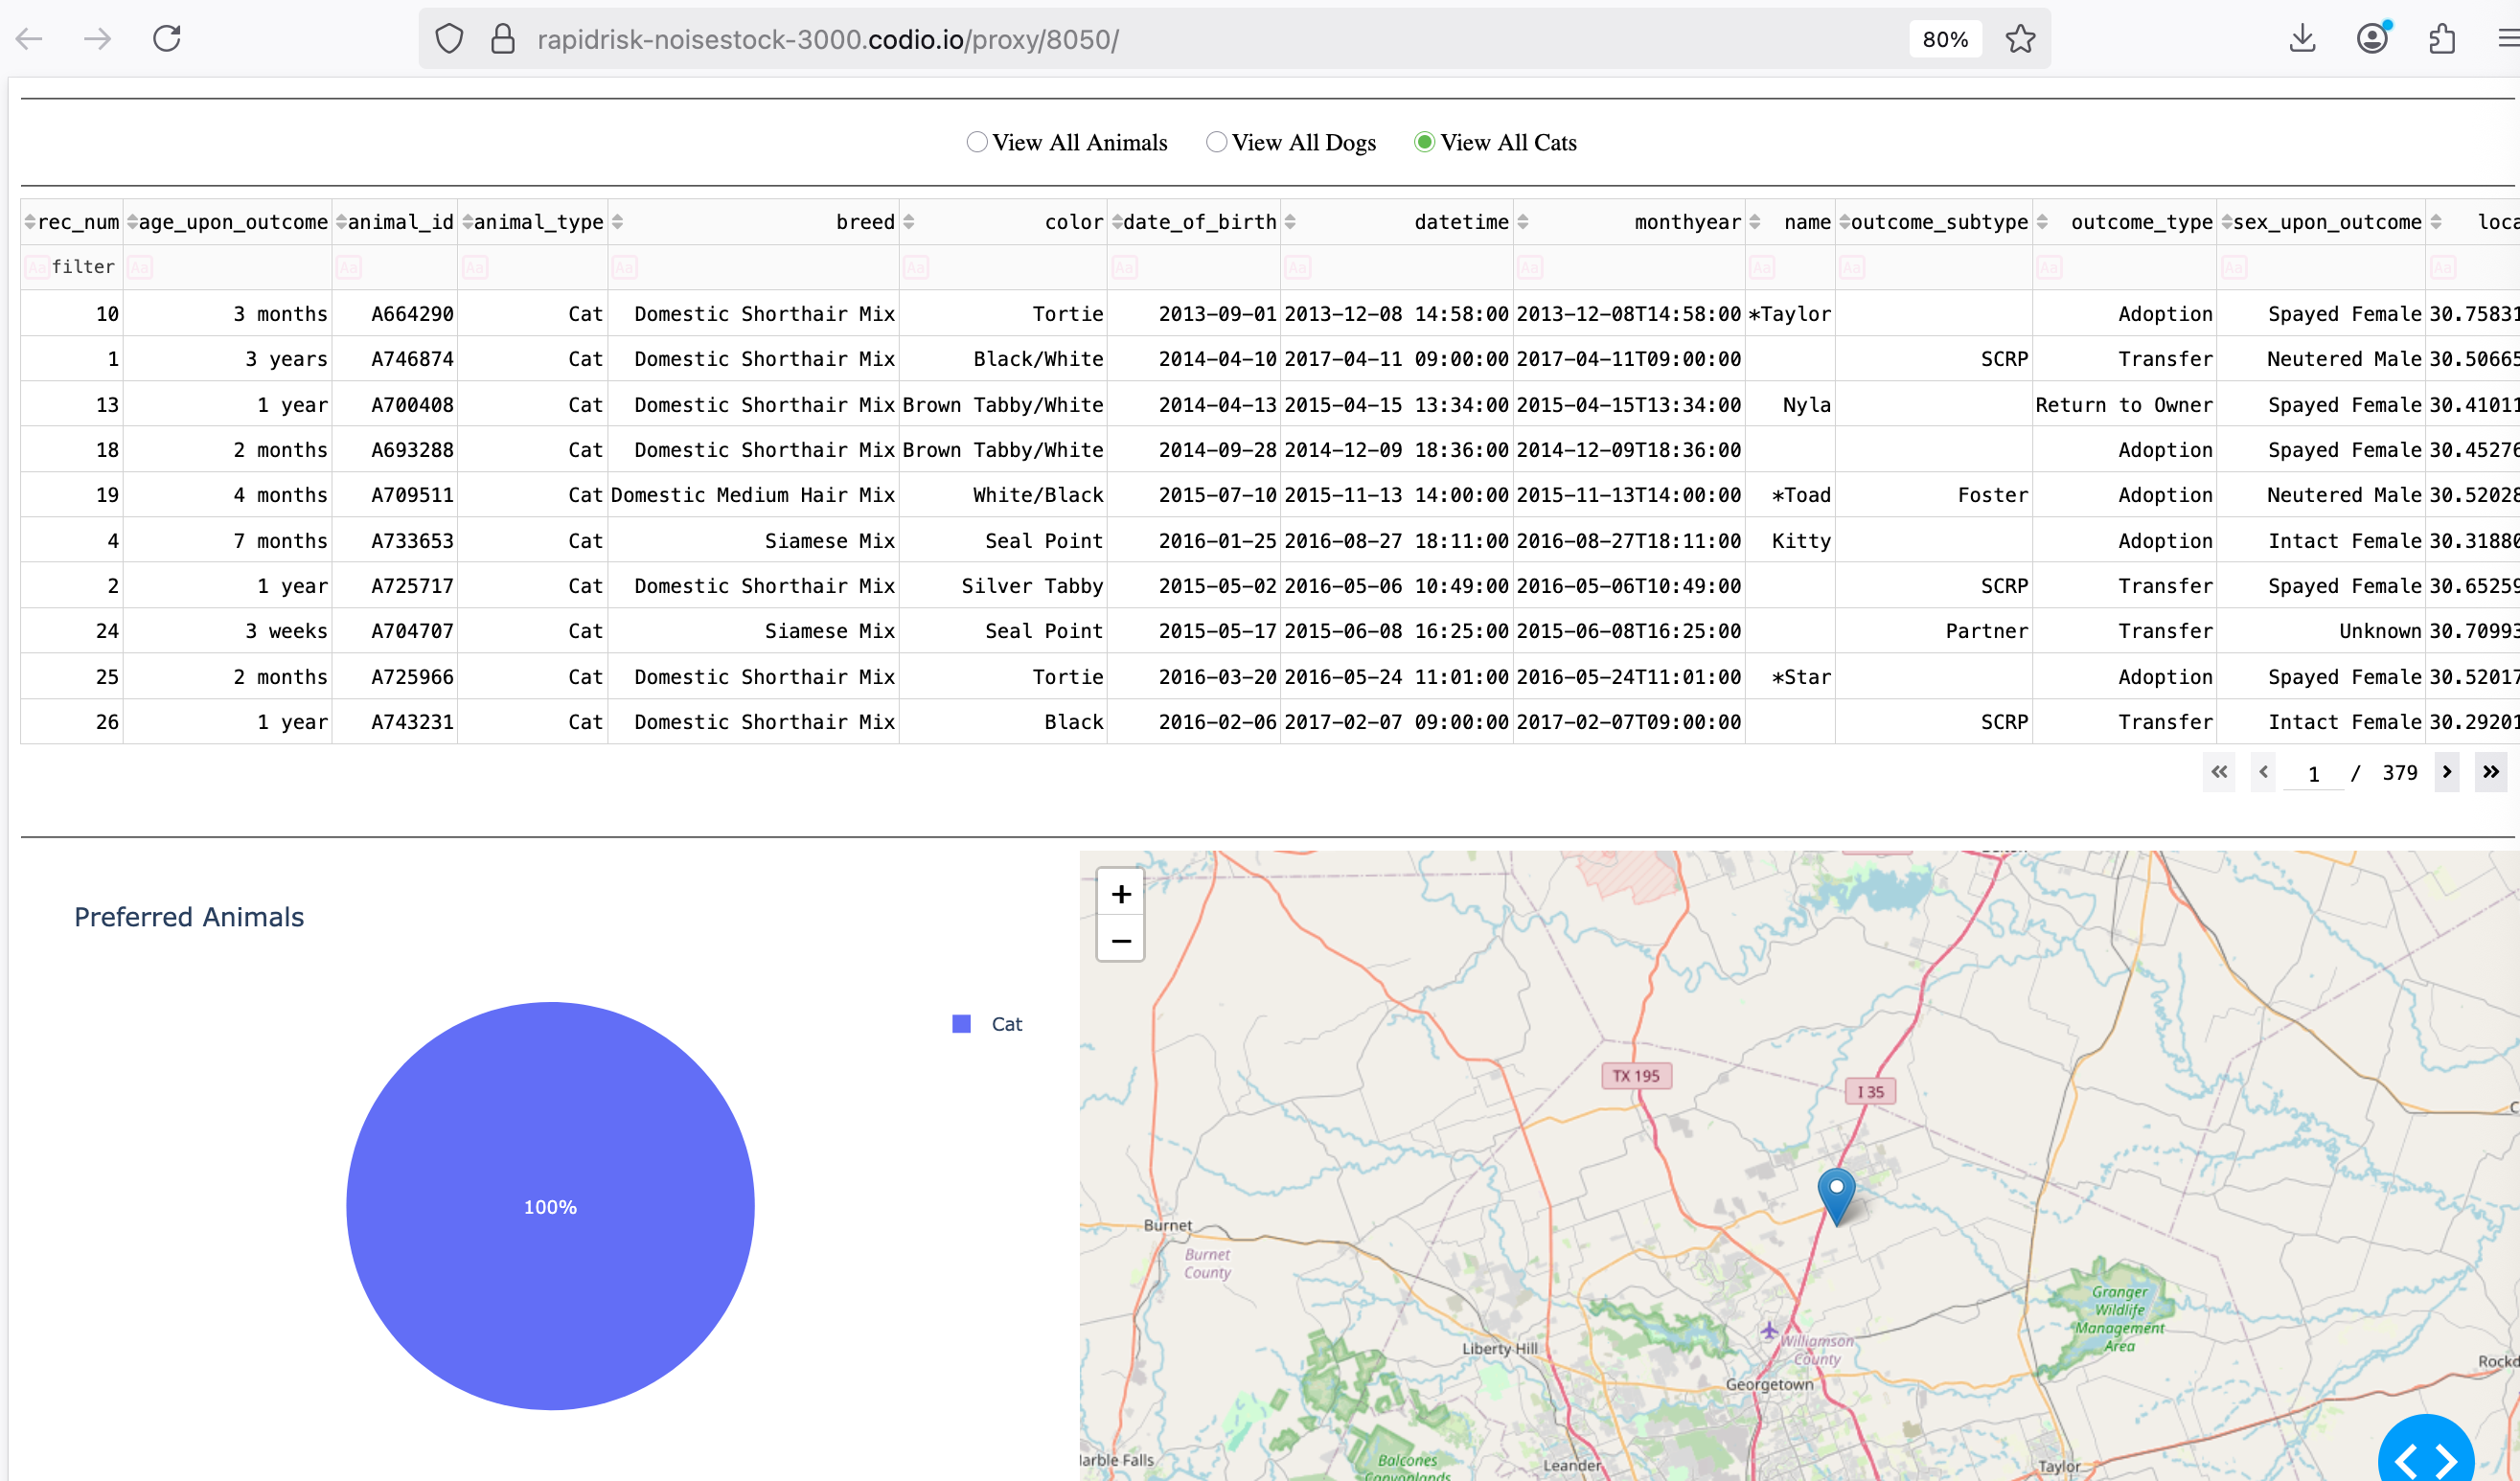 rapidrisk-noisestock-3000.codio.io/proxy/8050/ 80%
View All Animals View All Dogs View All Cats
rec_num age_upon_outcome animal_id animal_type breed color date_of_birth datetime monthyear name outcome_subtype outcome_type sex_upon_outcome loca
Aa filter Aa Aa Aa Aa Aa Aa Aa Aa Aa Aa Aa Aa Aa
10 3 months A664290 Cat Domestic Shorthair Mix Tortie 2013-09-01 2013-12-08 14:58:00 2013-12-08T14:58:00 *Taylor Adoption Spayed Female 30.75831
1 3 years A746874 Cat Domestic Shorthair Mix Black/White 2014-04-10 2017-04-11 09:00:00 2017-04-11T09:00:00 SCRP Transfer Neutered Male 30.50665
13 1 year A700408 Cat Domestic Shorthair Mix Brown Tabby/White 2014-04-13 2015-04-15 13:34:00 2015-04-15T13:34:00 Nyla Return to Owner Spayed Female 30.41011
18 2 months A693288 Cat Domestic Shorthair Mix Brown Tabby/White 2014-09-28 2014-12-09 18:36:00 2014-12-09T18:36:00 Adoption Spayed Female 30.45276
19 4 months A709511 Cat Domestic Medium Hair Mix White/Black 2015-07-10 2015-11-13 14:00:00 2015-11-13T14:00:00 *Toad Foster Adoption Neutered Male 30.52028
4 7 months A733653 Cat Siamese Mix Seal Point 2016-01-25 2016-08-27 18:11:00 2016-08-27T18:11:00 Kitty Adoption Intact Female 30.31880
2 1 year A725717 Cat Domestic Shorthair Mix Silver Tabby 2015-05-02 2016-05-06 10:49:00 2016-05-06T10:49:00 SCRP Transfer Spayed Female 30.65259
24 3 weeks A704707 Cat Siamese Mix Seal Point 2015-05-17 2015-06-08 16:25:00 2015-06-08T16:25:00 Partner Transfer Unknown 30.70993
25 2 months A725966 Cat Domestic Shorthair Mix Tortie 2016-03-20 2016-05-24 11:01:00 2016-05-24T11:01:00 *Star Adoption Spayed Female 30.52017
26 1 year A743231 Cat Domestic Shorthair Mix Black 2016-02-06 2017-02-07 09:00:00 2017-02-07T09:00:00 SCRP Transfer Intact Female 30.29201
« ‹ 1 / 379 › »
Preferred Animals
Cat
100%
+
−
TX 195
I 35
Burnet
Burnet
County
Granger
Wildlife
Management
Area
Liberty Hill
Williamson
County
Georgetown
Rockd
arble Falls
Balcones
Canyonlands
Leander
Taylor